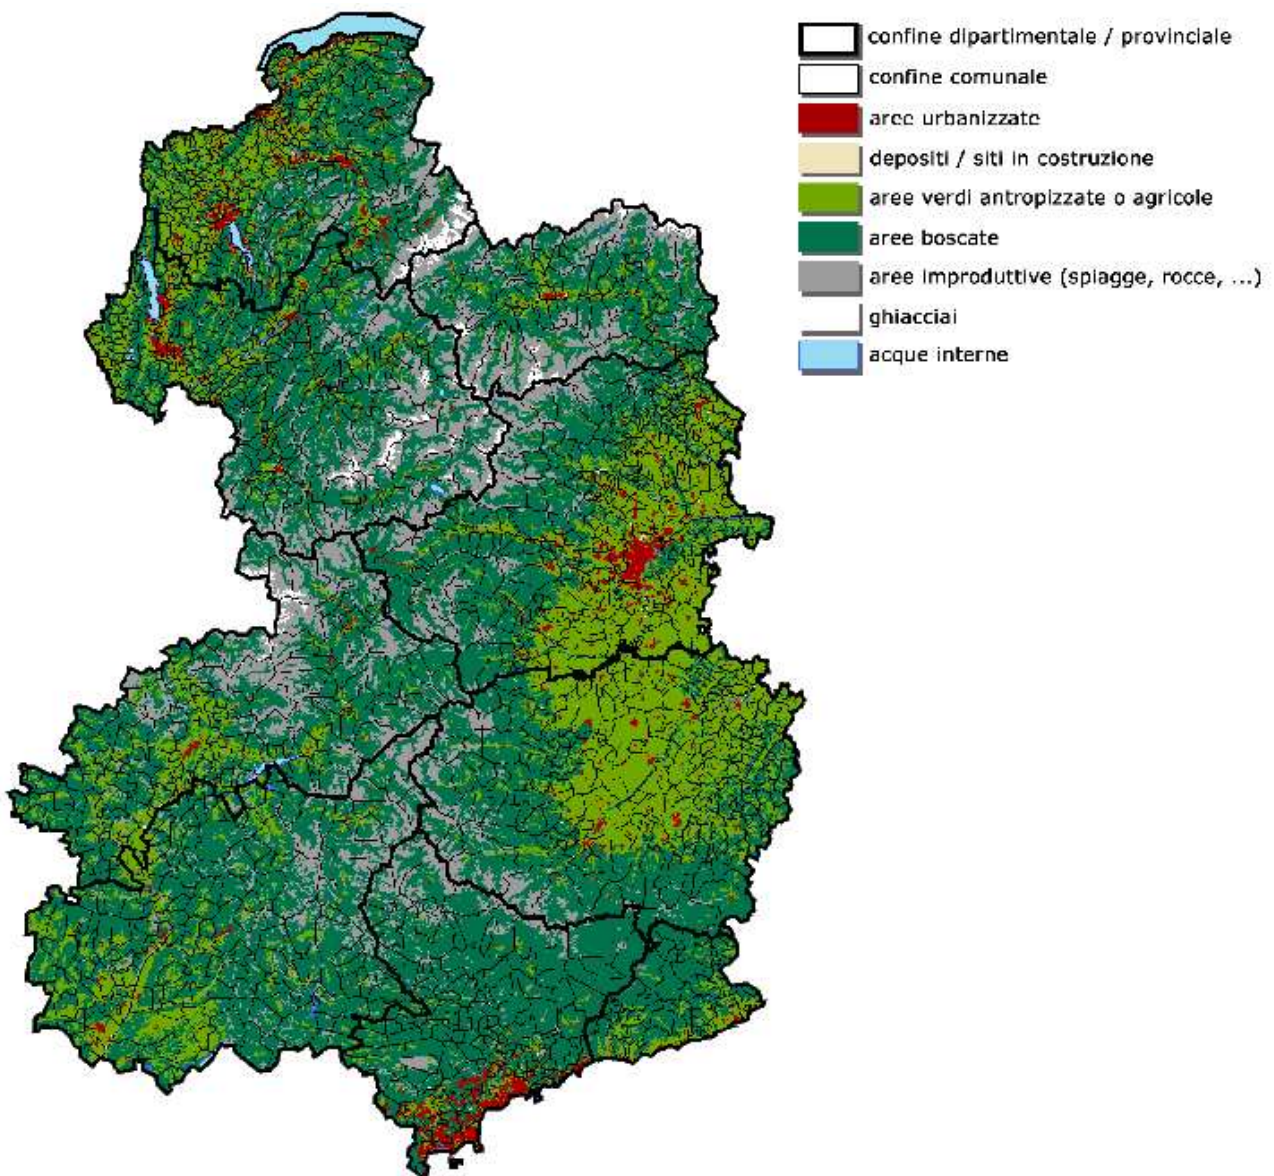 confine dipartimentale / provinciale
confine comunale
aree urbanizzate
depositi / siti in costruzione
aree verdi antropizzate o agricole
aree boscate
aree improduttive (spiagge, rocce, ...)
ghiacciai
acque interne